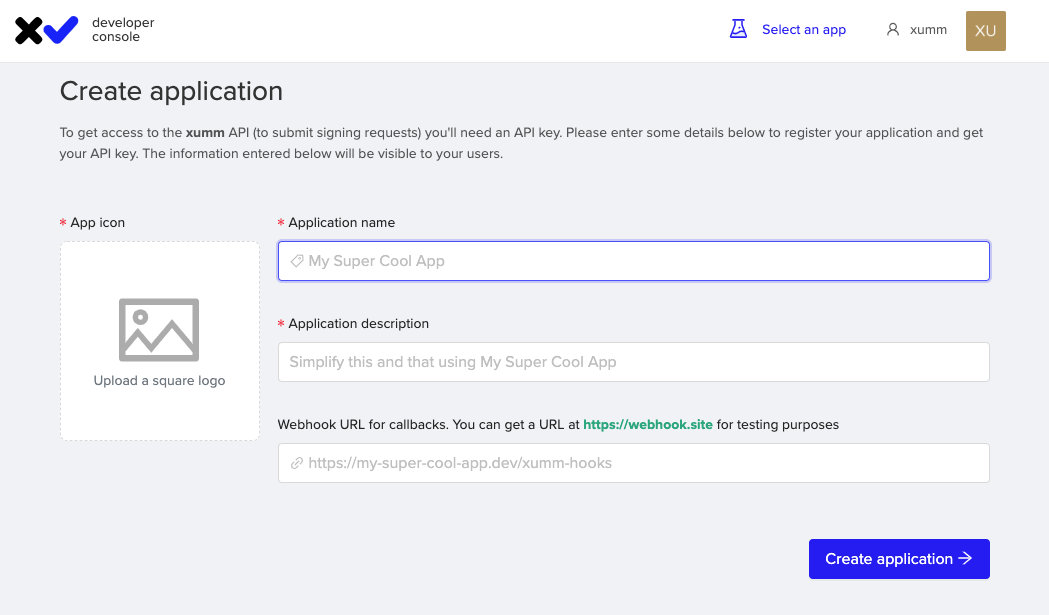 developer
console
Select an app
xumm
XU
Create application
To get access to the xumm API (to submit signing requests) you'll need an API key. Please enter some details below to register your application and get
your API key. The information entered below will be visible to your users.
* App icon
Upload a square logo
* Application name
My Super Cool App
* Application description
Simplify this and that using My Super Cool App
Webhook URL for callbacks. You can get a URL at https://webhook.site for testing purposes
https://my-super-cool-app.dev/xumm-hooks
Create application →